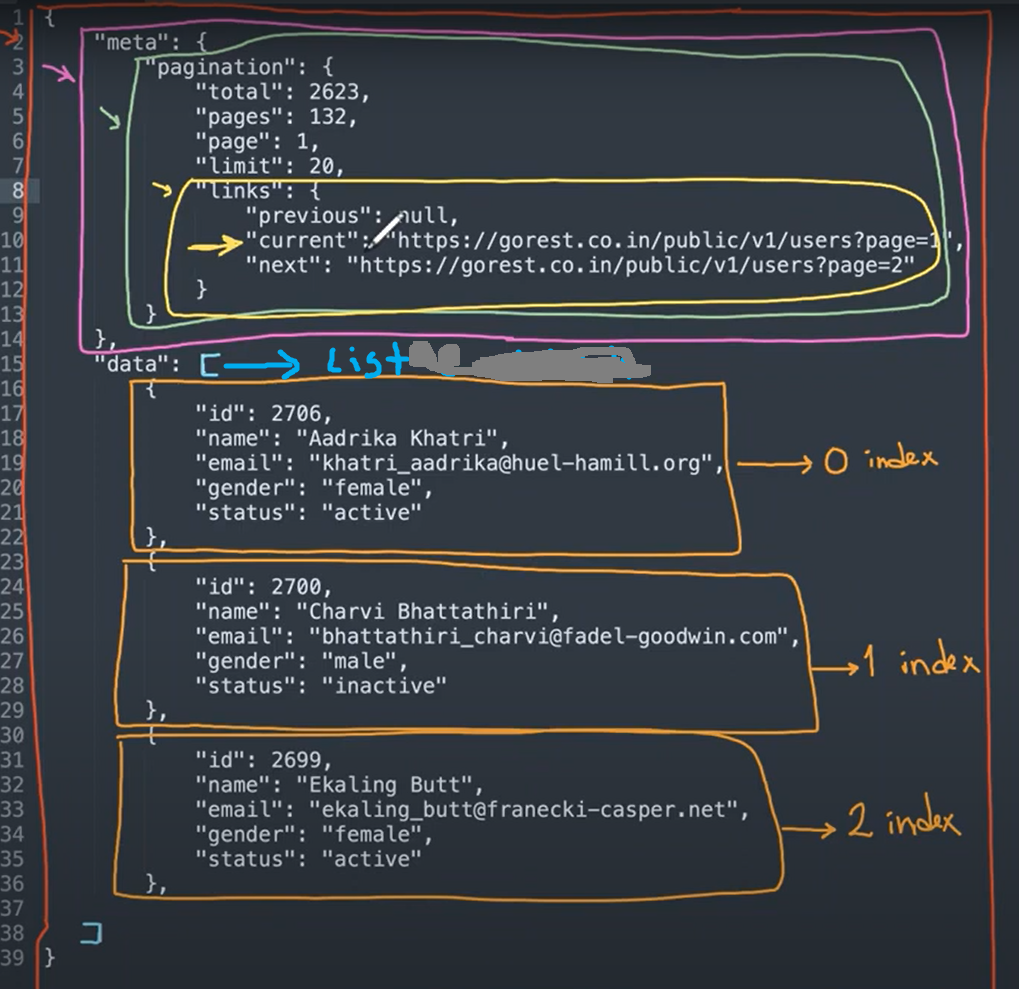 1 {
2 "meta": {
3 "pagination": {
4 "total": 2623,
5 "pages": 132,
6 "page": 1,
7 "limit": 20,
8 "links": {
9 "previous": null,
10 "current": "https://gorest.co.in/public/v1/users?page=1",
11 "next": "https://gorest.co.in/public/v1/users?page=2"
12 }
13 }
14 },
15 "data": [ → List
16 {
17 "id": 2706,
18 "name": "Aadrika Khatri",
19 "email": "khatri_aadrika@huel-hamill.org", → 0 index
20 "gender": "female",
21 "status": "active"
22 },
23 {
24 "id": 2700,
25 "name": "Charvi Bhattathiri",
26 "email": "bhattathiri_charvi@fadel-goodwin.com",
27 "gender": "male", → 1 index
28 "status": "inactive"
29 },
30 {
31 "id": 2699,
32 "name": "Ekaling Butt",
33 "email": "ekaling_butt@franecki-casper.net",
34 "gender": "female", → 2 index
35 "status": "active"
36 },
37
38 ]
39 }